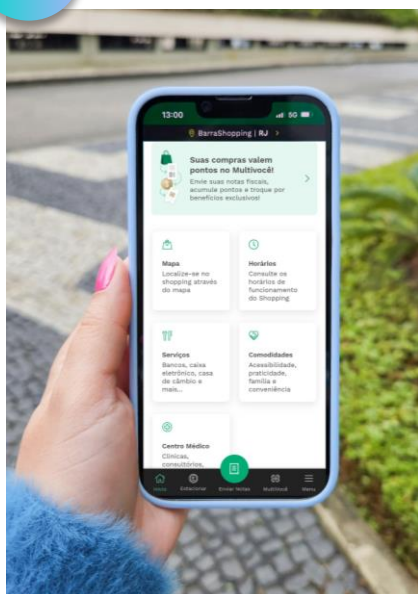 13:00
5G
BarraShopping | RJ >
Suas compras valem
pontos no Multivocê!
Envie suas notas fiscais,
acumule pontos e troque por
benefícios exclusivos!
Mapa
Localize-se no
shopping através
do mapa
Horários
Consulte os
horários de
funcionamento
do Shopping
Serviços
Bancos, caixa
eletrônico, casa
de câmbio e
mais...
Comodidades
Acessibilidade,
praticidade,
família e
conveniência
Centro Médico
Clínicas,
consultórios,
Início
Estacionar
Enviar Notas
Multivocê
Menu